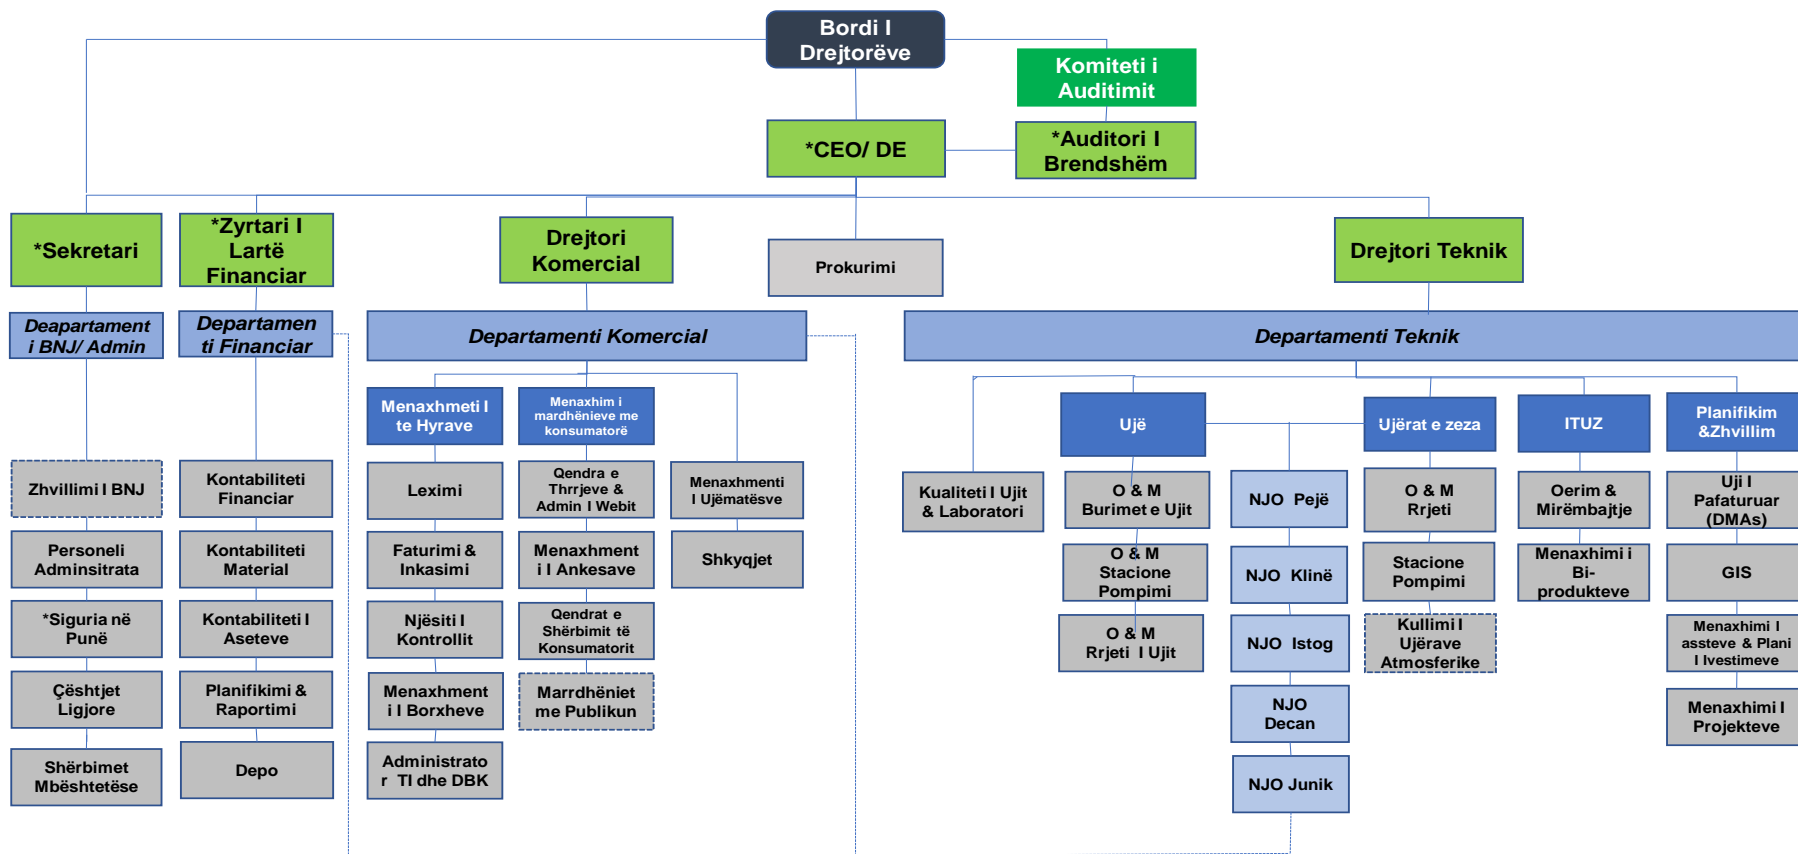 Bordi I
Drejtorëve
Komiteti i
Auditimit
*CEO/ DE
*Auditori I
Brendshëm
*Sekretari
*Zyrtari I
Lartë
Financiar
Drejtori
Komercial
Prokurimi
Drejtori Teknik
Deapartament
i BNJ/ Admin
Departamen
ti Financiar
Departamenti Komercial
Departamenti Teknik
Menaxhmeti I
te Hyrave
Menaxhim i
mardhënieve me
konsumatorë
Ujë
Ujërat e zeza
ITUZ
Planifikim
&Zhvillim
Zhvillimi I BNJ
Personeli
Adminsitrata
*Siguria në
Punë
Çështjet
Ligjore
Shërbimet
Mbështetëse
Kontabiliteti
Financiar
Kontabiliteti
Material
Kontabiliteti I
Aseteve
Planifikimi &
Raportimi
Depo
Leximi
Faturimi &
Inkasimi
Njësiti I
Kontrollit
Menaxhment
i I Borxheve
Administrato
r TI dhe DBK
Qendra e
Thrrjeve &
Admin I Webit
Menaxhment
i I Ankesave
Qendrat e
Shërbimit të
Konsumatorit
Marrdhëniet
me Publikun
Menaxhmenti
I Ujëmatësve
Shkyqjet
Kualiteti I Ujit
& Laboratori
O & M
Burimet e Ujit
O & M
Stacione
Pompimi
O & M
Rrjeti I Ujit
NJO Pejë
NJO Klinë
NJO Istog
NJO
Decan
NJO Junik
O & M
Rrjeti
Stacione
Pompimi
Kullimi I
Ujërave
Atmosferike
Oerim &
Mirëmbajtje
Menaxhimi i
Bi-
produkteve
Uji I
Pafaturuar
(DMAs)
GIS
Menaxhimi I
assteve & Plani
I Ivestimeve
Menaxhimi I
Projekteve